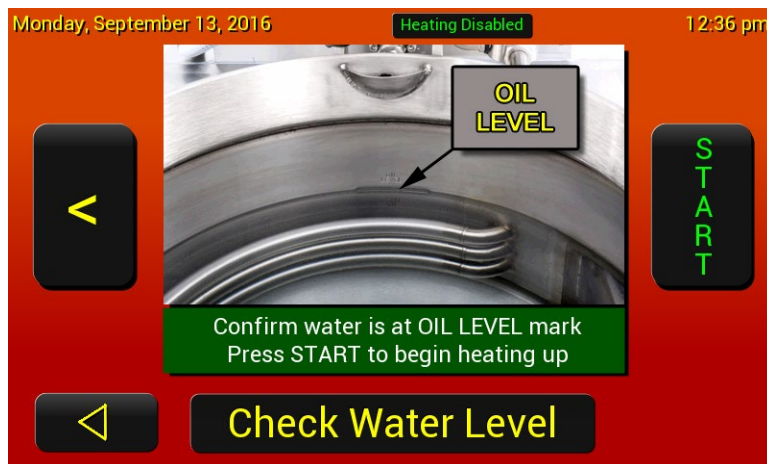 Monday, September 13, 2016
Heating Disabled
12:36 pm
OIL
LEVEL
<
START
Confirm water is at OIL LEVEL mark
Press START to begin heating up
Check Water Level